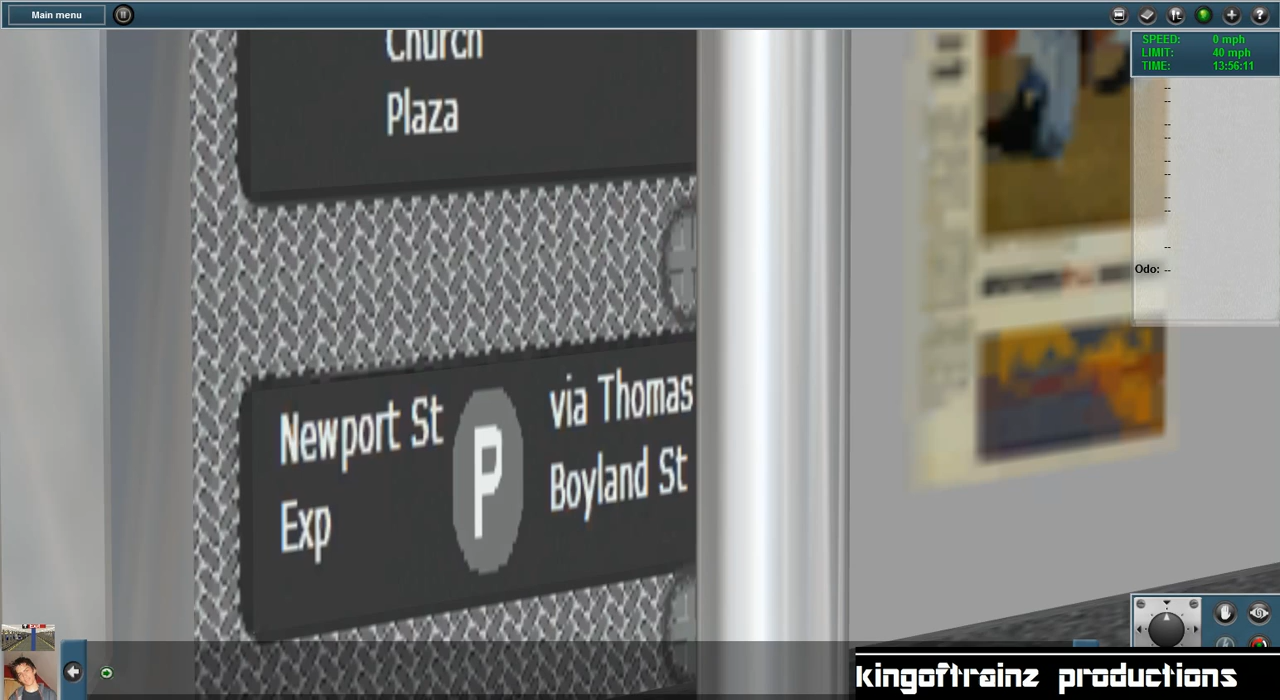 Main menu
SPEED: 0 mph
LIMIT: 40 mph
TIME: 13:56:11
Church
Plaza
--
--
--
--
--
--
--
--
--
Odo: --
Newport St
Exp
P
via Thomas
Boyland St
kingoftrainz productions